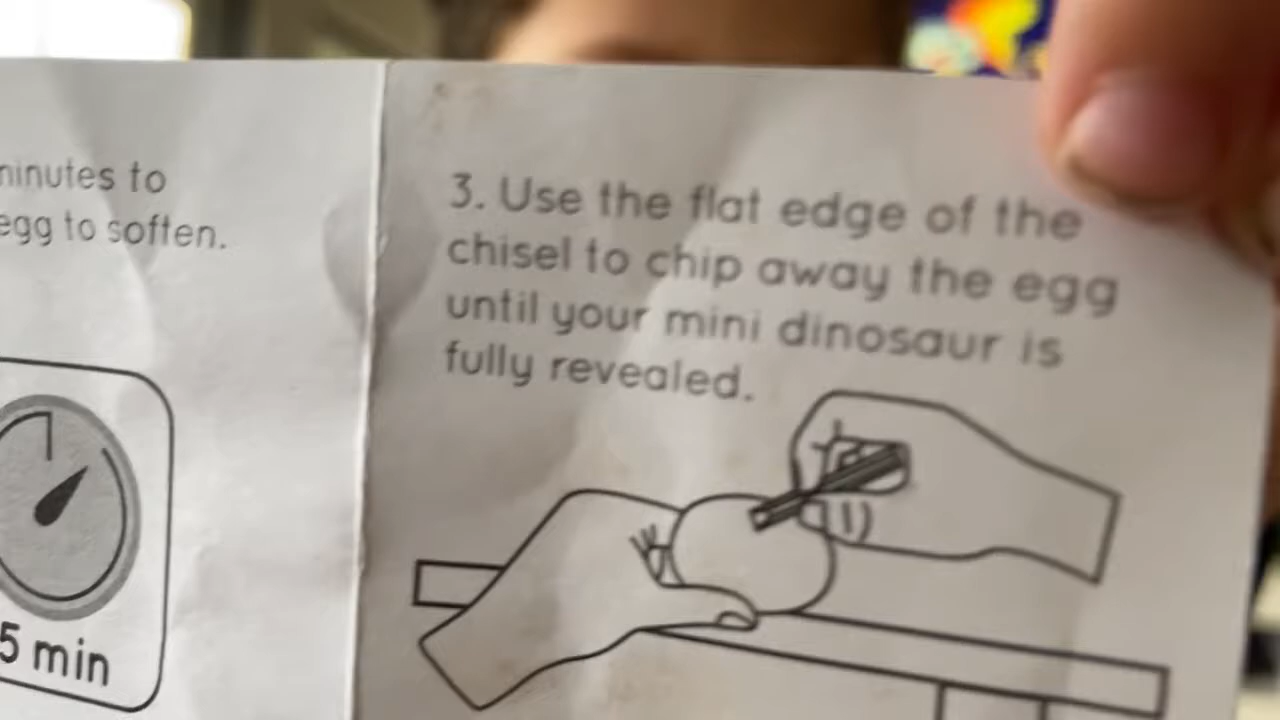 minutes to
egg to soften.
5 min
3. Use the flat edge of the
chisel to chip away the egg
until your mini dinosaur is
fully revealed.